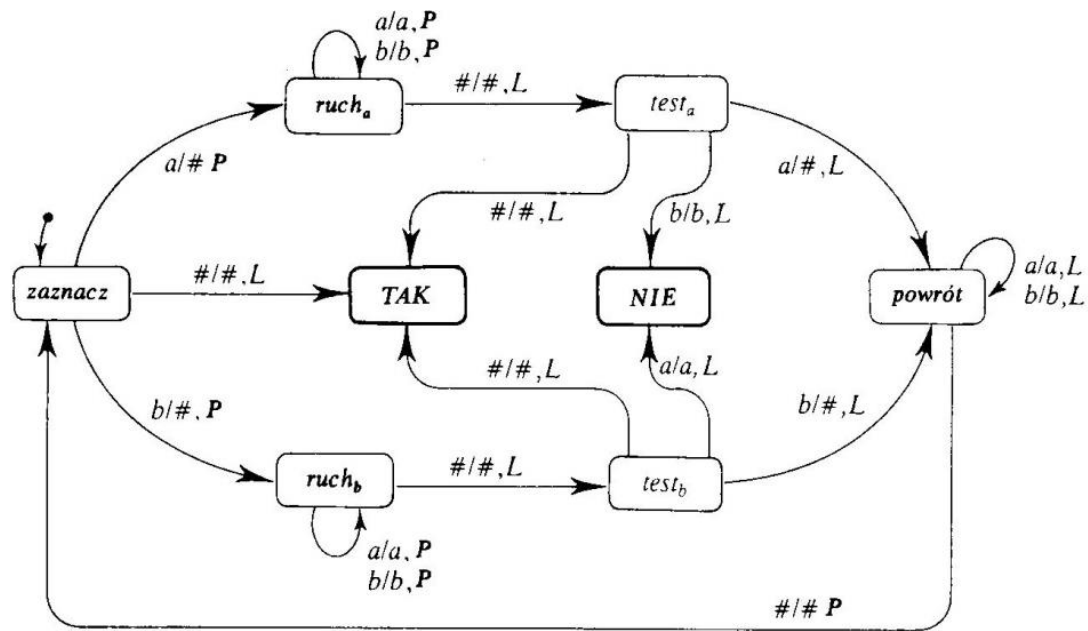 a/a, P
b/b, P
#/#, L
ruch_a
test_a
a/# P
a/#, L
#/#, L
b/b, L
#/#, L
a/a, L
b/b, L
zaznacz
TAK
NIE
powrót
#/#, L
a/a, L
b/#, P
b/#, L
#/#, L
ruch_b
test_b
a/a, P
b/b, P
#/# P